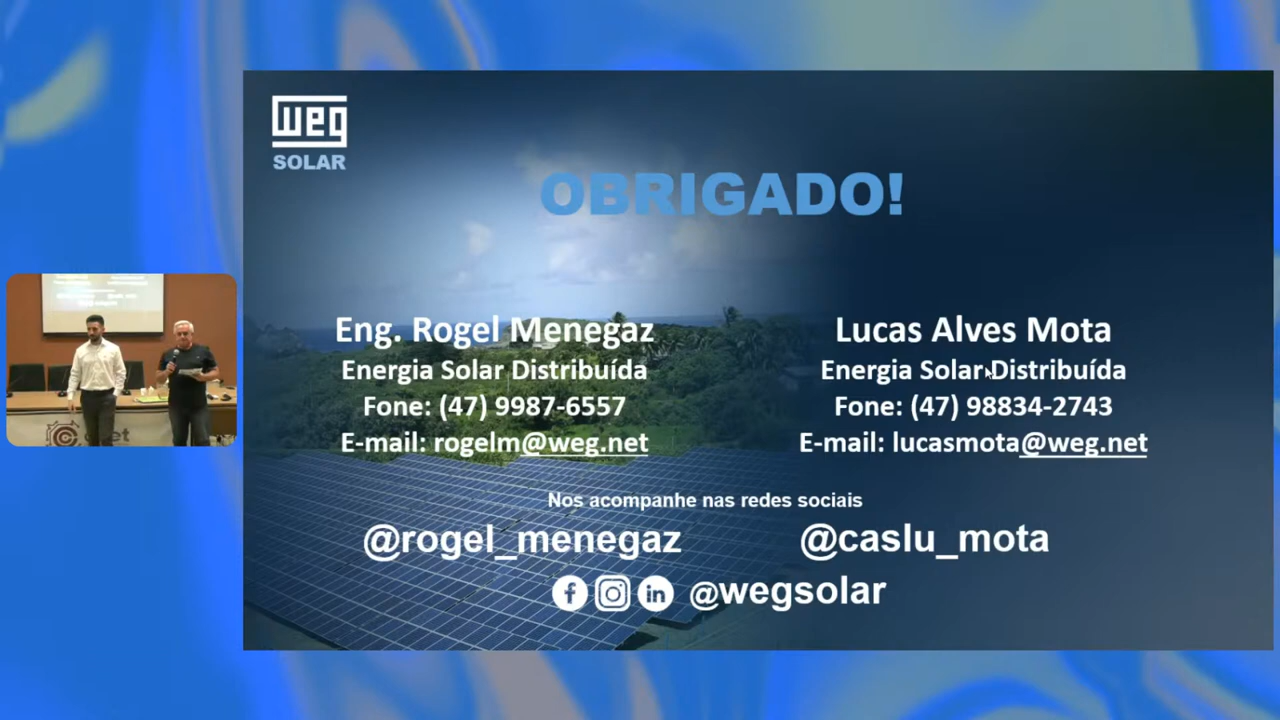 weg
SOLAR
OBRIGADO!
Eng. Rogel Menegaz
Energia Solar Distribuída
Fone: (47) 9987-6557
E-mail: rogelm@weg.net
Lucas Alves Mota
Energia Solar Distribuída
Fone: (47) 98834-2743
E-mail: lucasmota@weg.net
Nos acompanhe nas redes sociais
@rogel_menegaz
@caslu_mota
@wegsolar